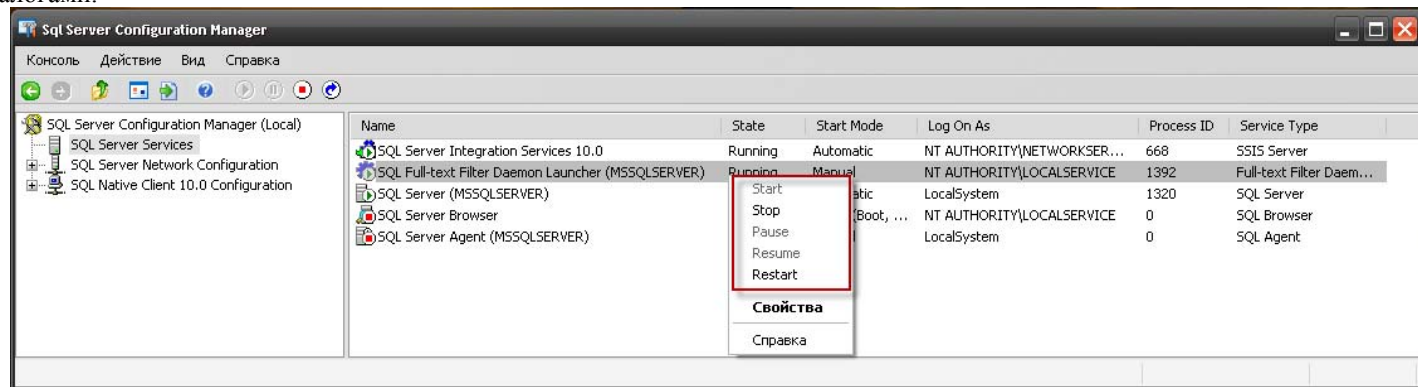 Sql Server Configuration Manager
Консоль Действие Вид Справка
SQL Server Configuration Manager (Local)
SQL Server Services
SQL Server Network Configuration
SQL Native Client 10.0 Configuration
Name State Start Mode Log On As Process ID Service Type
SQL Server Integration Services 10.0 Running Automatic NT AUTHORITY\NETWORKSER... 668 SSIS Server
SQL Full-text Filter Daemon Launcher (MSSQLSERVER) Running Manual NT AUTHORITY\LOCALSERVICE 1392 Full-text Filter Daem...
SQL Server (MSSQLSERVER) atic LocalSystem 1320 SQL Server
SQL Server Browser (Boot, ... NT AUTHORITY\LOCALSERVICE 0 SQL Browser
SQL Server Agent (MSSQLSERVER) LocalSystem 0 SQL Agent
Start
Stop
Pause
Resume
Restart
Свойства
Справка